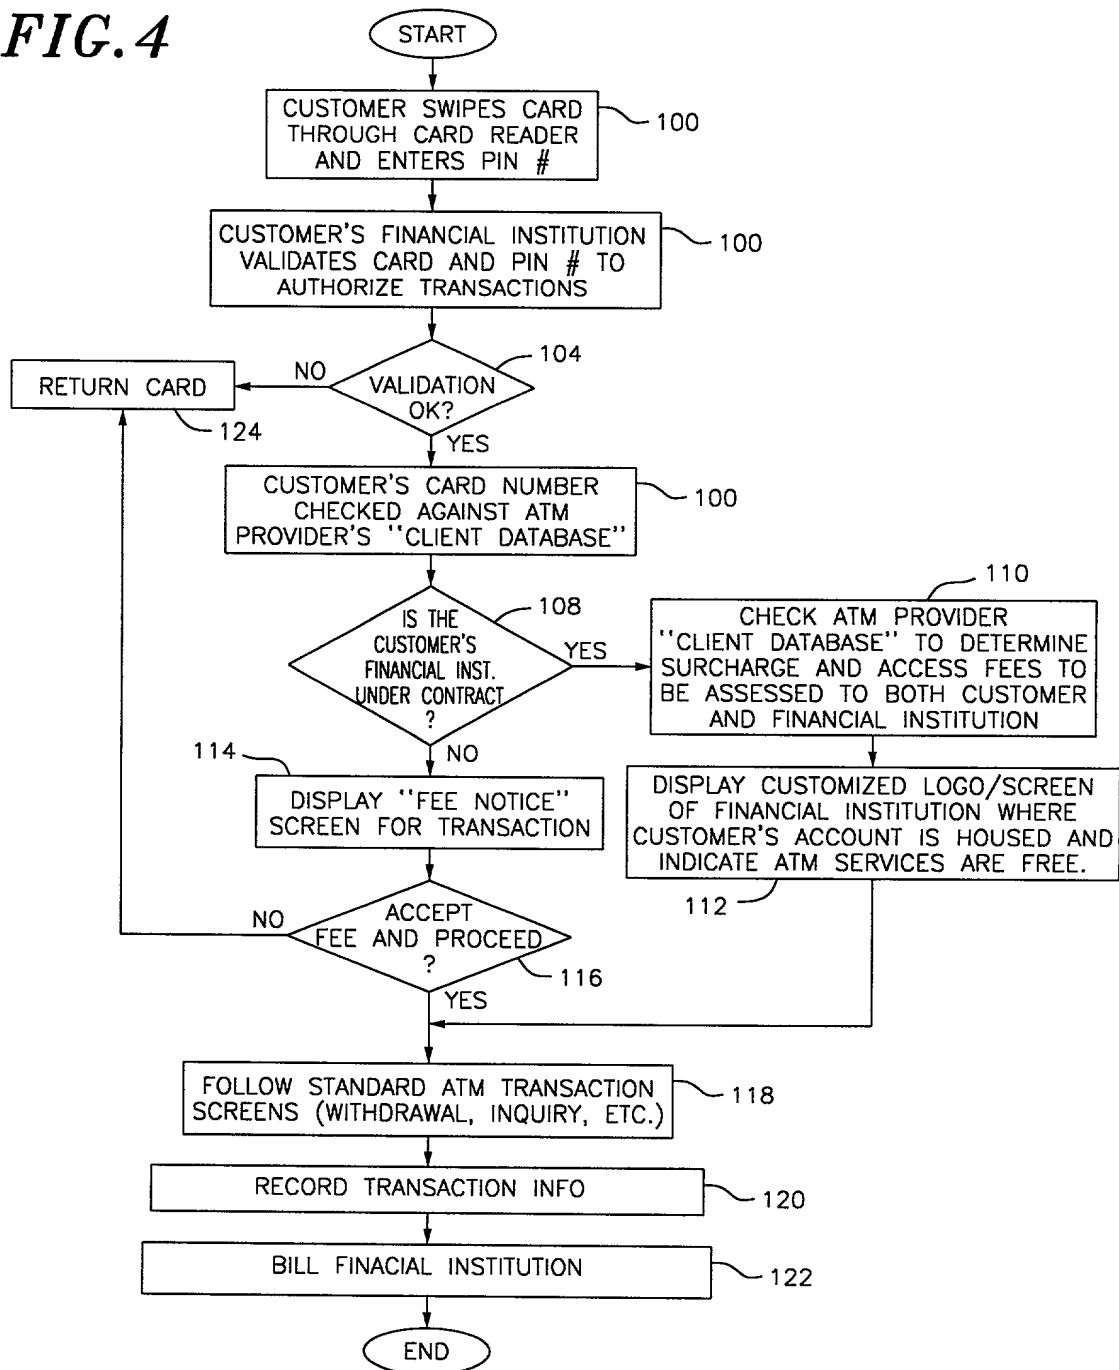 FIG. 4
START
CUSTOMER SWIPES CARD
THROUGH CARD READER
AND ENTERS PIN #
100
CUSTOMER'S FINANCIAL INSTITUTION
VALIDATES CARD AND PIN # TO
AUTHORIZE TRANSACTIONS
100
104
VALIDATION
OK?
NO
RETURN CARD
124
YES
CUSTOMER'S CARD NUMBER
CHECKED AGAINST ATM
PROVIDER'S "CLIENT DATABASE"
100
108
IS THE
CUSTOMER'S
FINANCIAL INST.
UNDER CONTRACT
?
YES
110
CHECK ATM PROVIDER
"CLIENT DATABASE" TO DETERMINE
SURCHARGE AND ACCESS FEES TO
BE ASSESSED TO BOTH CUSTOMER
AND FINANCIAL INSTITUTION
NO
114
DISPLAY "FEE NOTICE"
SCREEN FOR TRANSACTION
DISPLAY CUSTOMIZED LOGO/SCREEN
OF FINANCIAL INSTITUTION WHERE
CUSTOMER'S ACCOUNT IS HOUSED AND
INDICATE ATM SERVICES ARE FREE.
112
NO
ACCEPT
FEE AND PROCEED
?
116
YES
FOLLOW STANDARD ATM TRANSACTION
SCREENS (WITHDRAWAL, INQUIRY, ETC.)
118
RECORD TRANSACTION INFO
120
BILL FINACIAL INSTITUTION
122
END